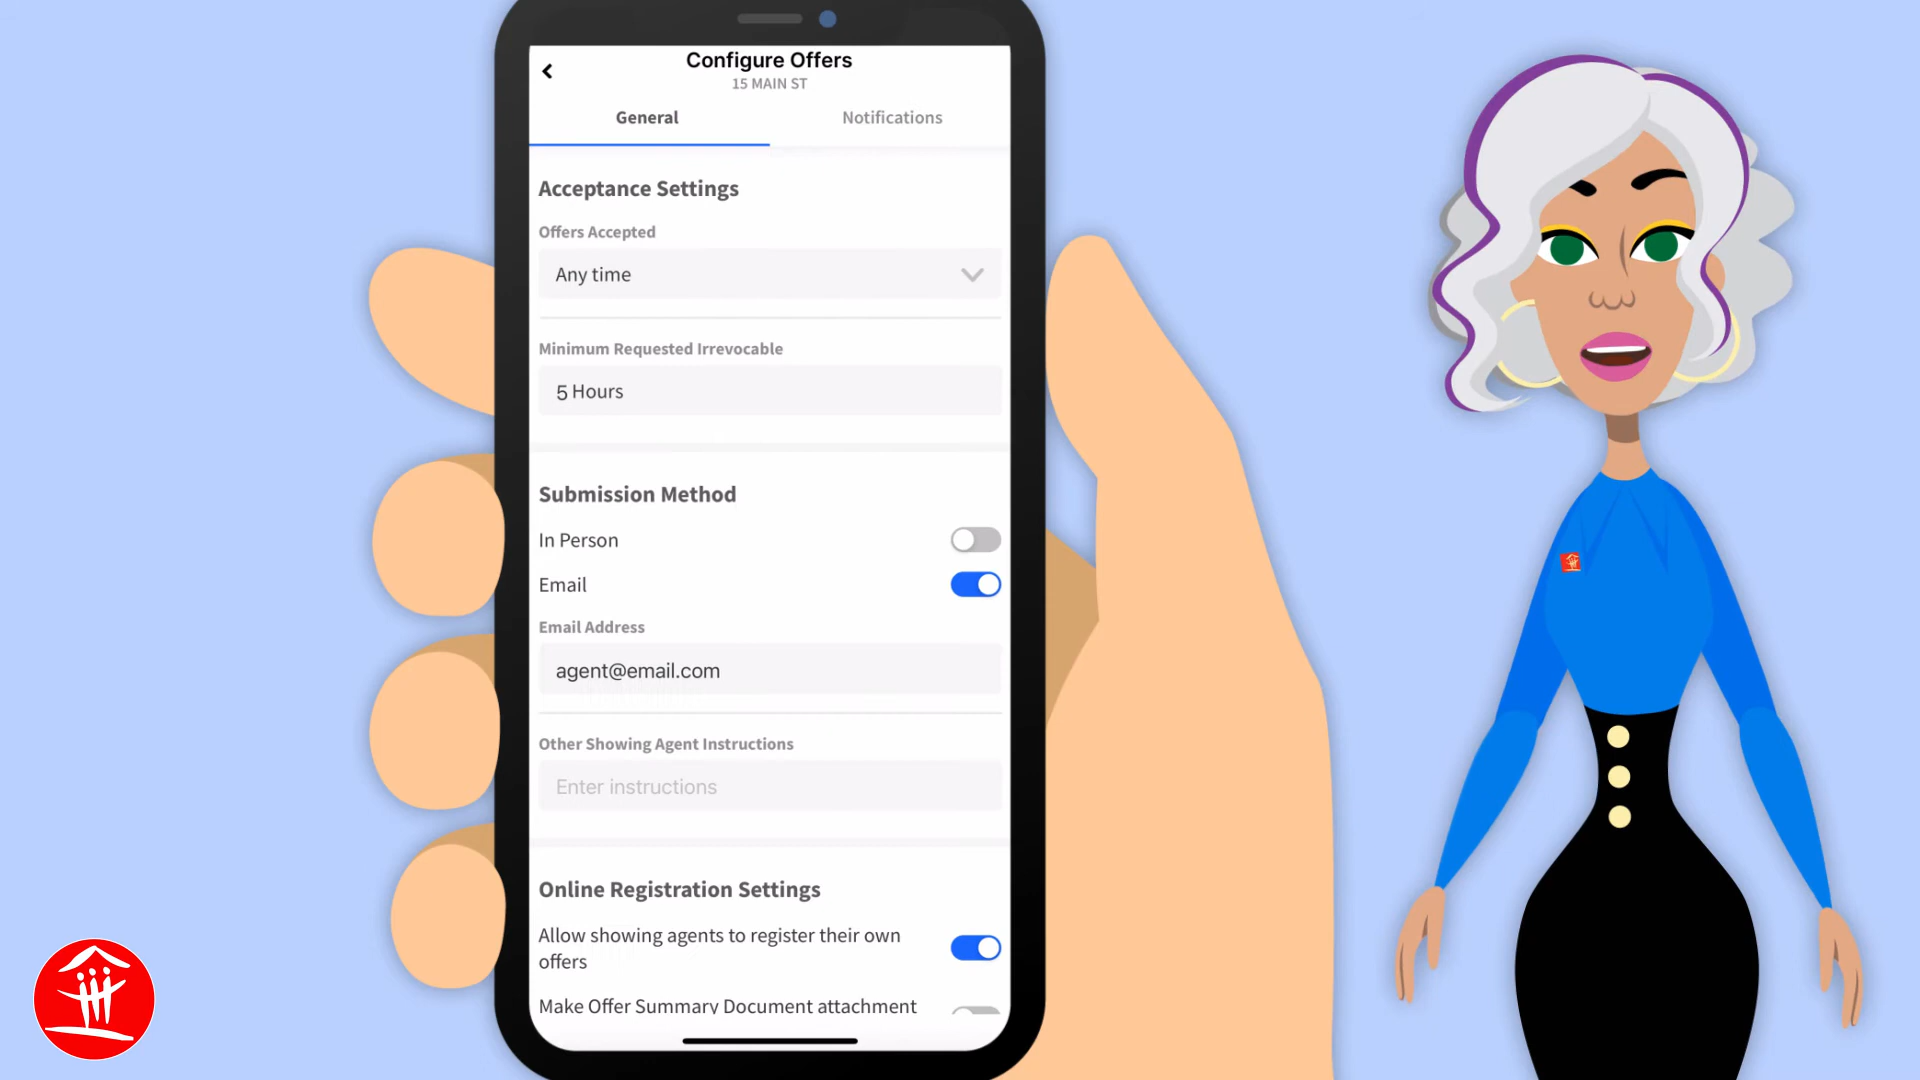 Configure Offers
15 MAIN ST
General
Notifications
Acceptance Settings
Offers Accepted
Any time
Minimum Requested Irrevocable
5 Hours
Submission Method
In Person
Email
Email Address
agent@email.com
Other Showing Agent Instructions
Enter instructions
Online Registration Settings
Allow showing agents to register their own
offers
Make Offer Summary Document attachment